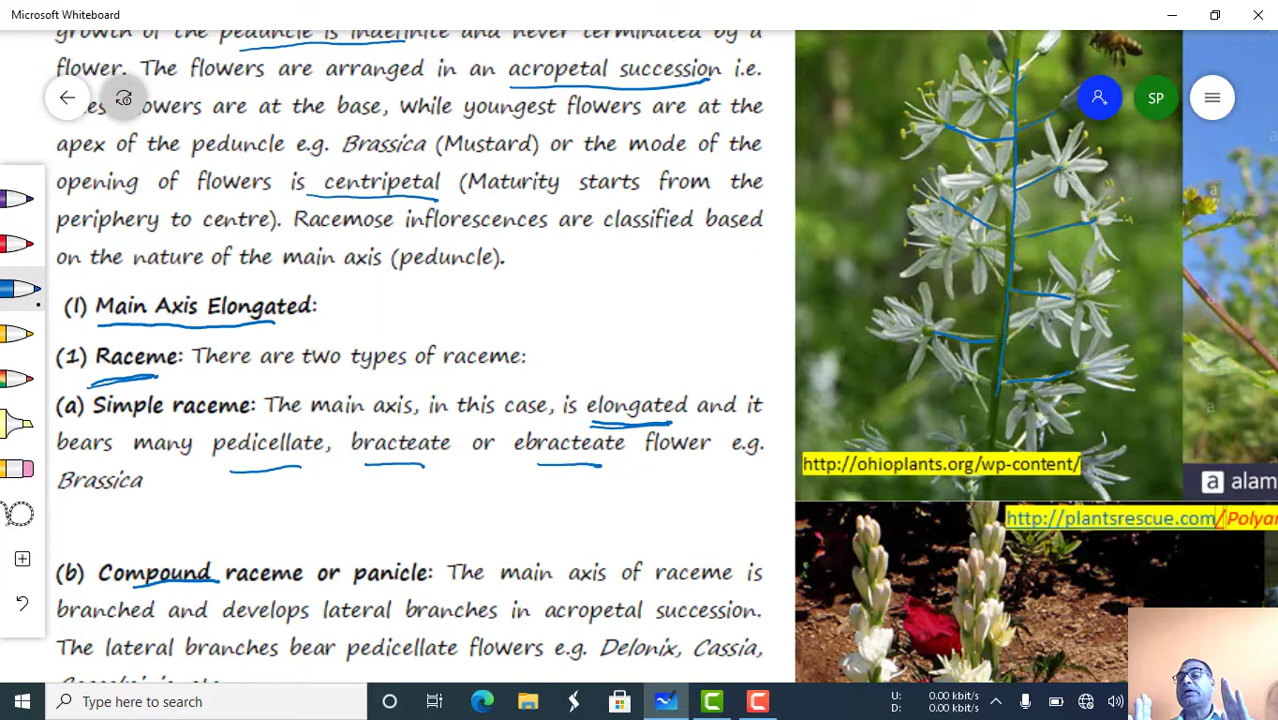 Microsoft Whiteboard
growth of the peduncle is indefinite and never terminated by a
flower. The flowers are arranged in an acropetal succession i.e.
flowers are at the base, while youngest flowers are at the
apex of the peduncle e.g. Brassica (Mustard) or the mode of the
opening of flowers is centripetal (Maturity starts from the
periphery to centre). Racemose inflorescences are classified based
on the nature of the main axis (peduncle).
(I) Main Axis Elongated:
(1) Raceme: There are two types of raceme:
(a) Simple raceme: The main axis, in this case, is elongated and it
bears many pedicellate, bracteate or ebracteate flower e.g.
Brassica
(b) Compound raceme or panicle: The main axis of raceme is
branched and develops lateral branches in acropetal succession.
The lateral branches bear pedicellate flowers e.g. Delonix, Cassia,
SP
http://ohioplants.org/wp-content/
a alam
http://plantsrescue.com/Polyan
Type here to search
U: 0.00 kbit/s
D: 0.00 kbit/s